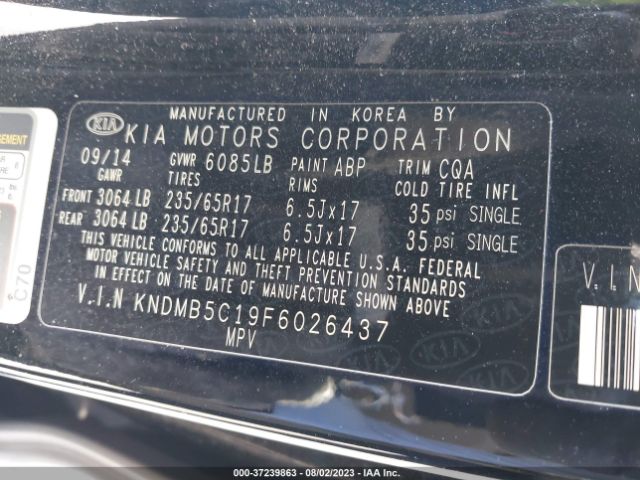 MANUFACTURED IN KOREA BY
KIA KIA MOTORS CORPORATION
09/14 GVWR 6085LB PAINT ABP TRIM CQA
GAWR TIRES RIMS COLD TIRE INFL
FRONT 3064 LB 235/65R17 6.5Jx17 35 psi SINGLE
REAR 3064 LB 235/65R17 6.5Jx17 35 psi SINGLE
THIS VEHICLE CONFORMS TO ALL APPLICABLE U.S.A. FEDERAL
MOTOR VEHICLE SAFETY AND THEFT PREVENTION STANDARDS
IN EFFECT ON THE DATE OF MANUFACTURE SHOWN ABOVE
V.I.N KNDMB5C19F6026437
MPV
C70
V.I.N
000-37239863 - 08/02/2023 - IAA Inc.